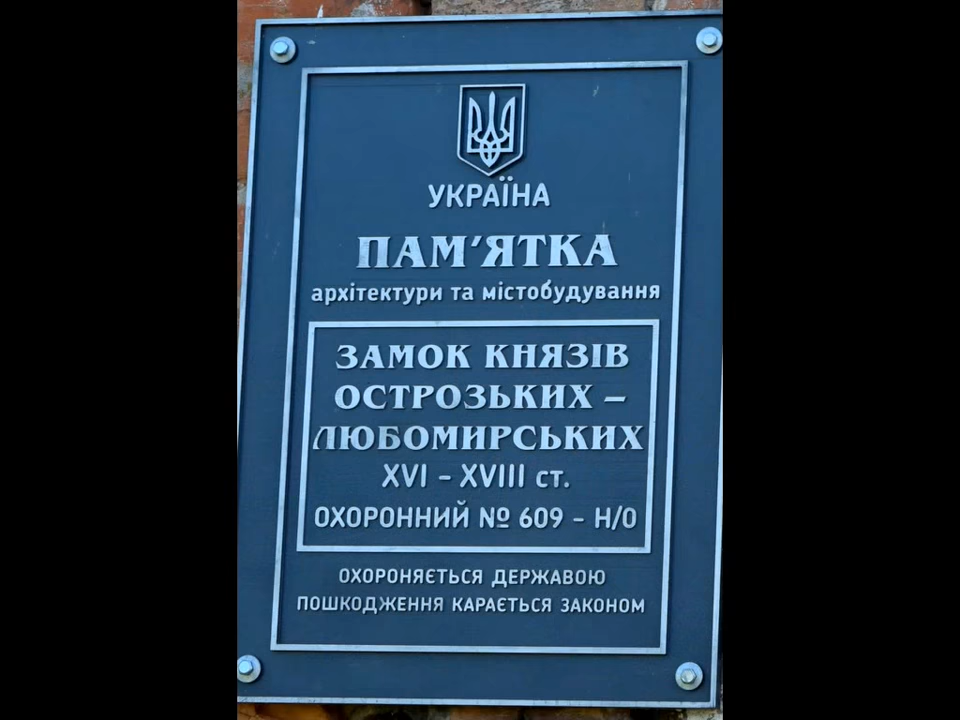 УКРАЇНА
ПАМ'ЯТКА
архітектури та містобудування
ЗАМОК КНЯЗІВ
ОСТРОЗЬКИХ –
ЛЮБОМИРСЬКИХ
XVI – XVIII ст.
ОХОРОННИЙ № 609 – Н/О
ОХОРОНЯЄТЬСЯ ДЕРЖАВОЮ
ПОШКОДЖЕННЯ КАРАЄТЬСЯ ЗАКОНОМ